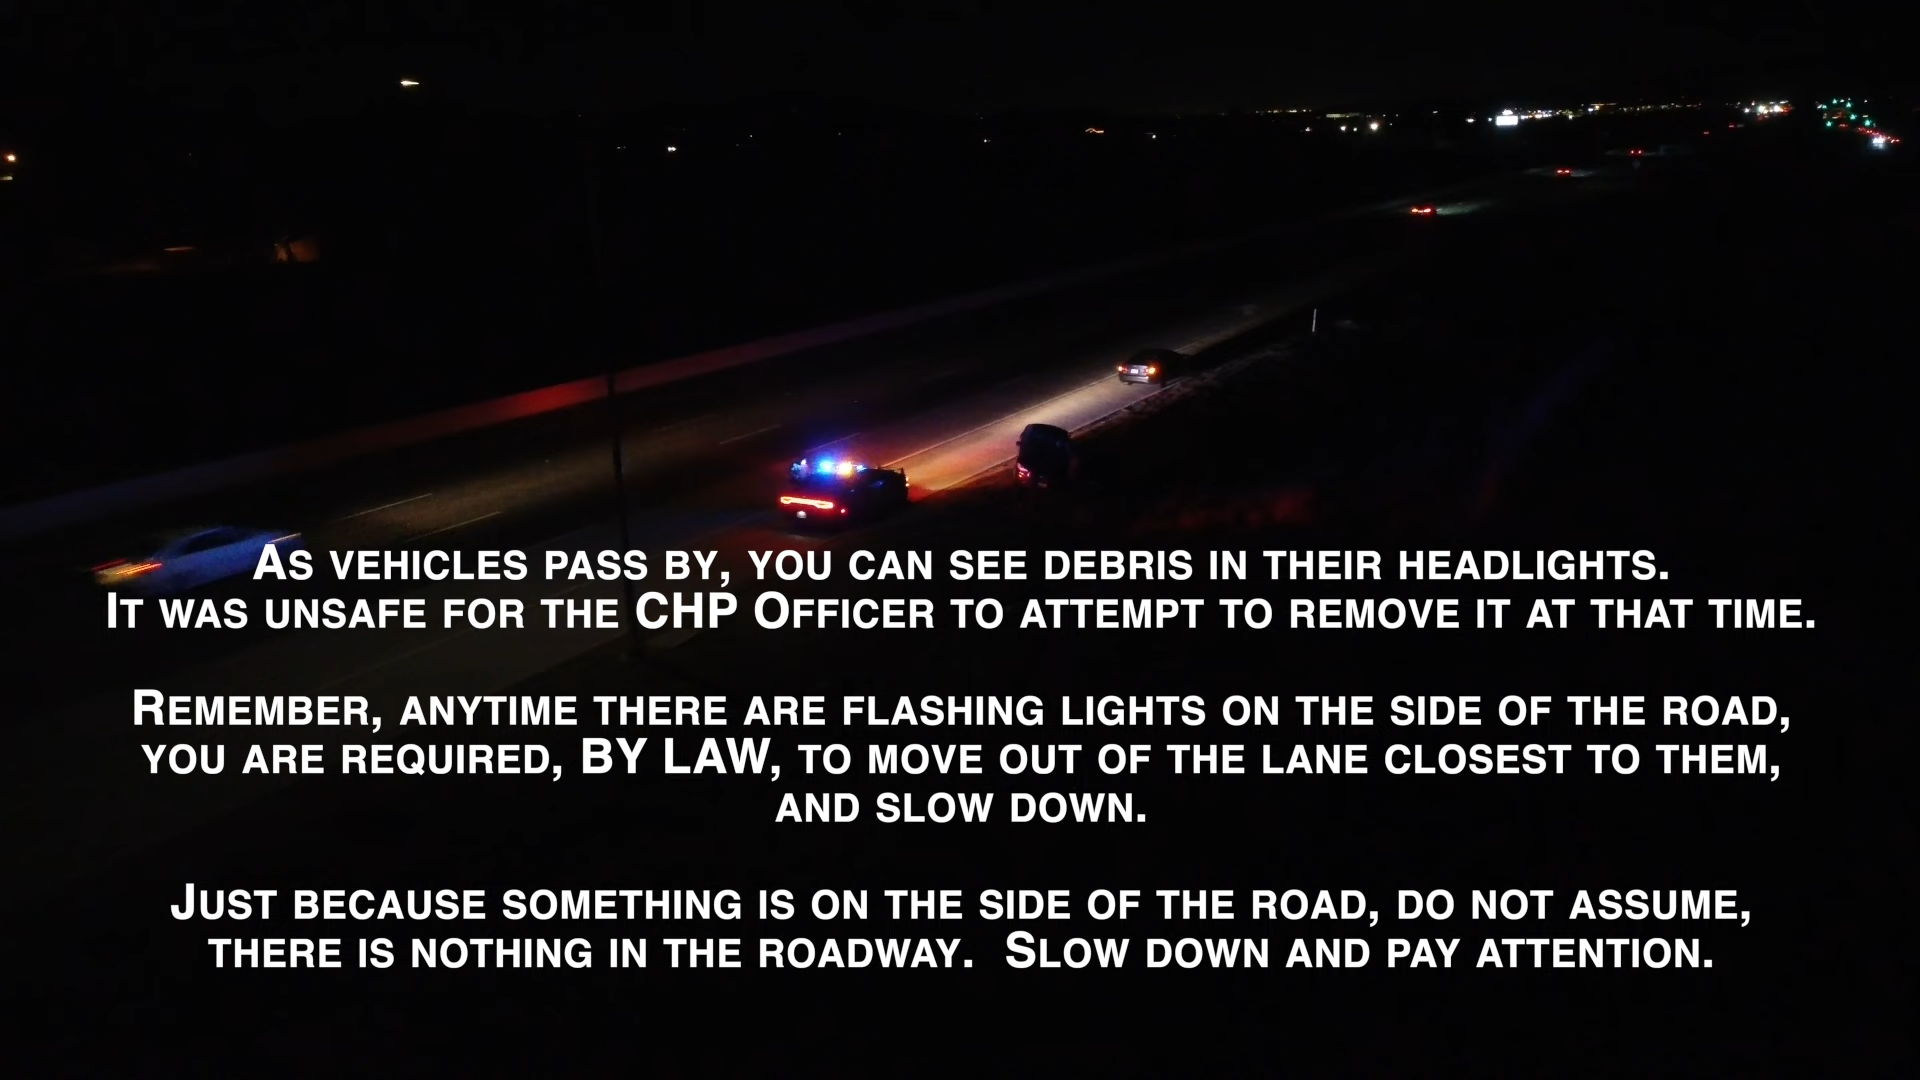 As vehicles pass by, you can see debris in their headlights.
It was unsafe for the CHP Officer to attempt to remove it at that time.
Remember, anytime there are flashing lights on the side of the road,
you are required, BY LAW, to move out of the lane closest to them,
and slow down.
Just because something is on the side of the road, do not assume,
there is nothing in the roadway.  Slow down and pay attention.